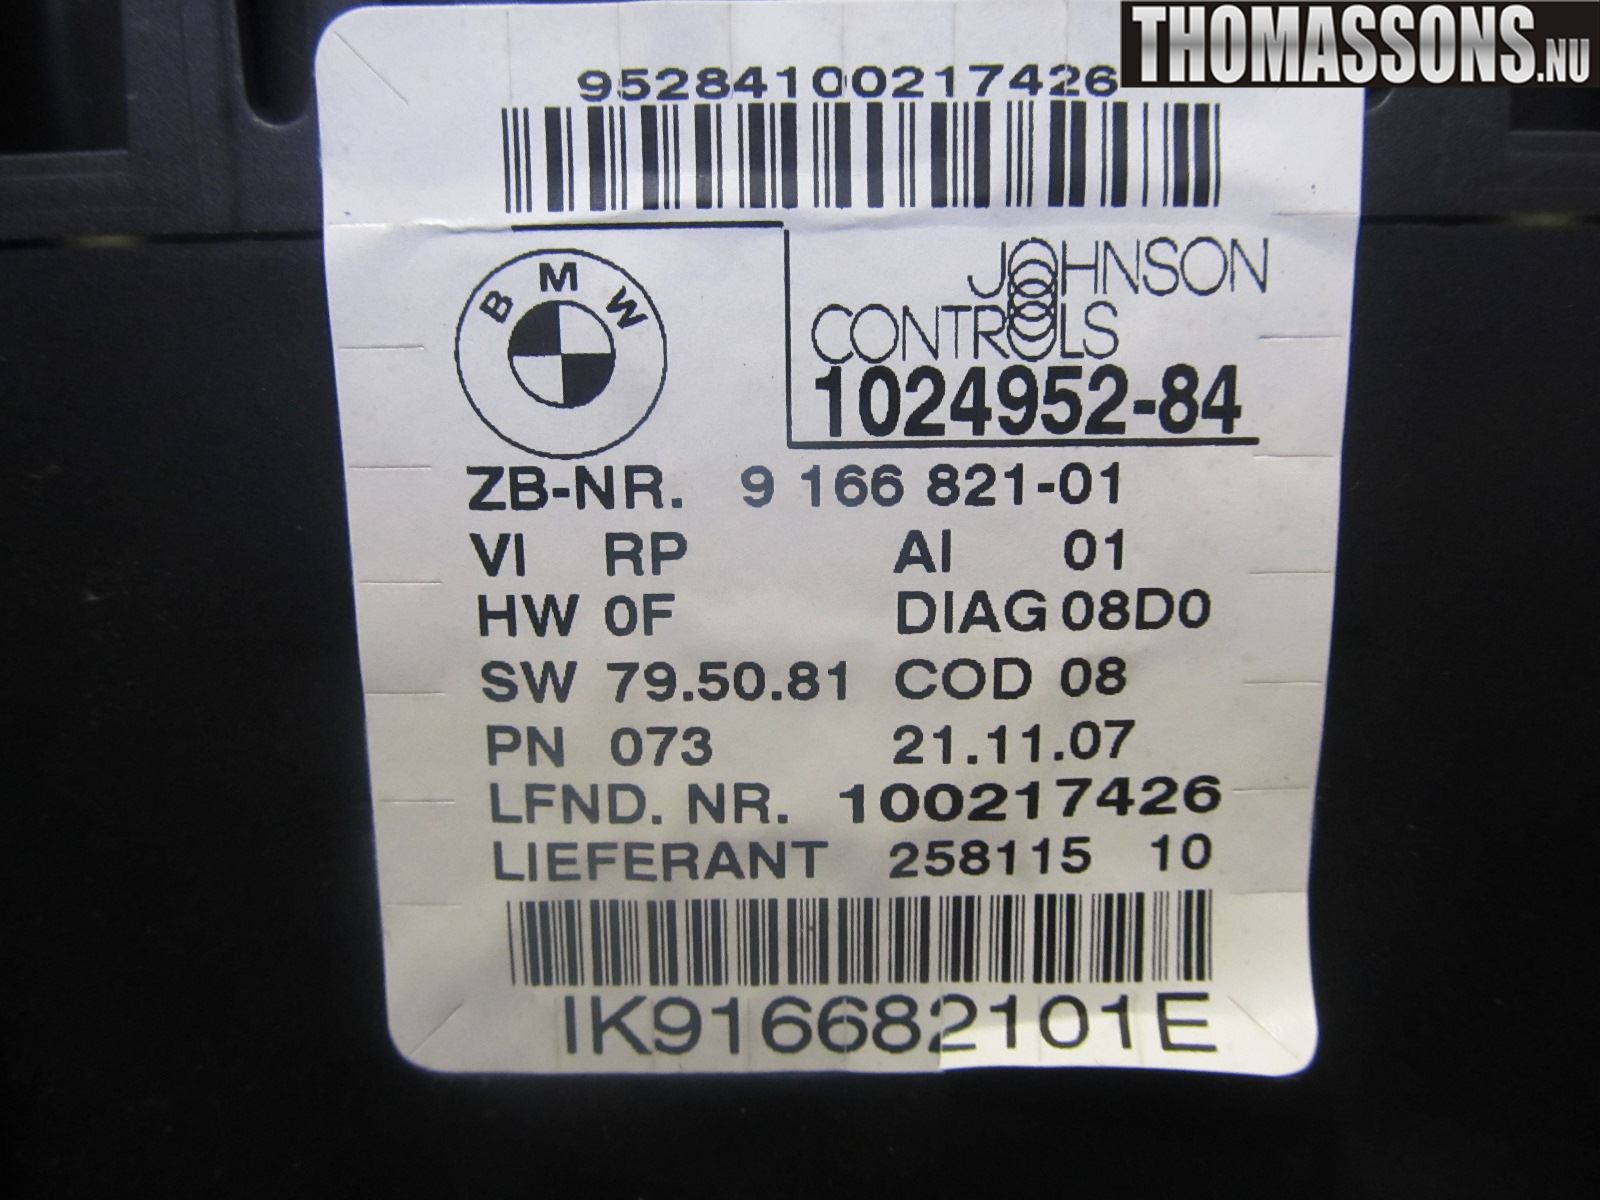 THOMASSONS.NU
95284100217426
BMW
JOHNSON
CONTROLS
1024952-84
ZB-NR. 9 166 821-01
VI RP AI 01
HW 0F DIAG 08D0
SW 79.50.81 COD 08
PN 073 21.11.07
LFND. NR. 100217426
LIEFERANT 258115 10
IK916682101E